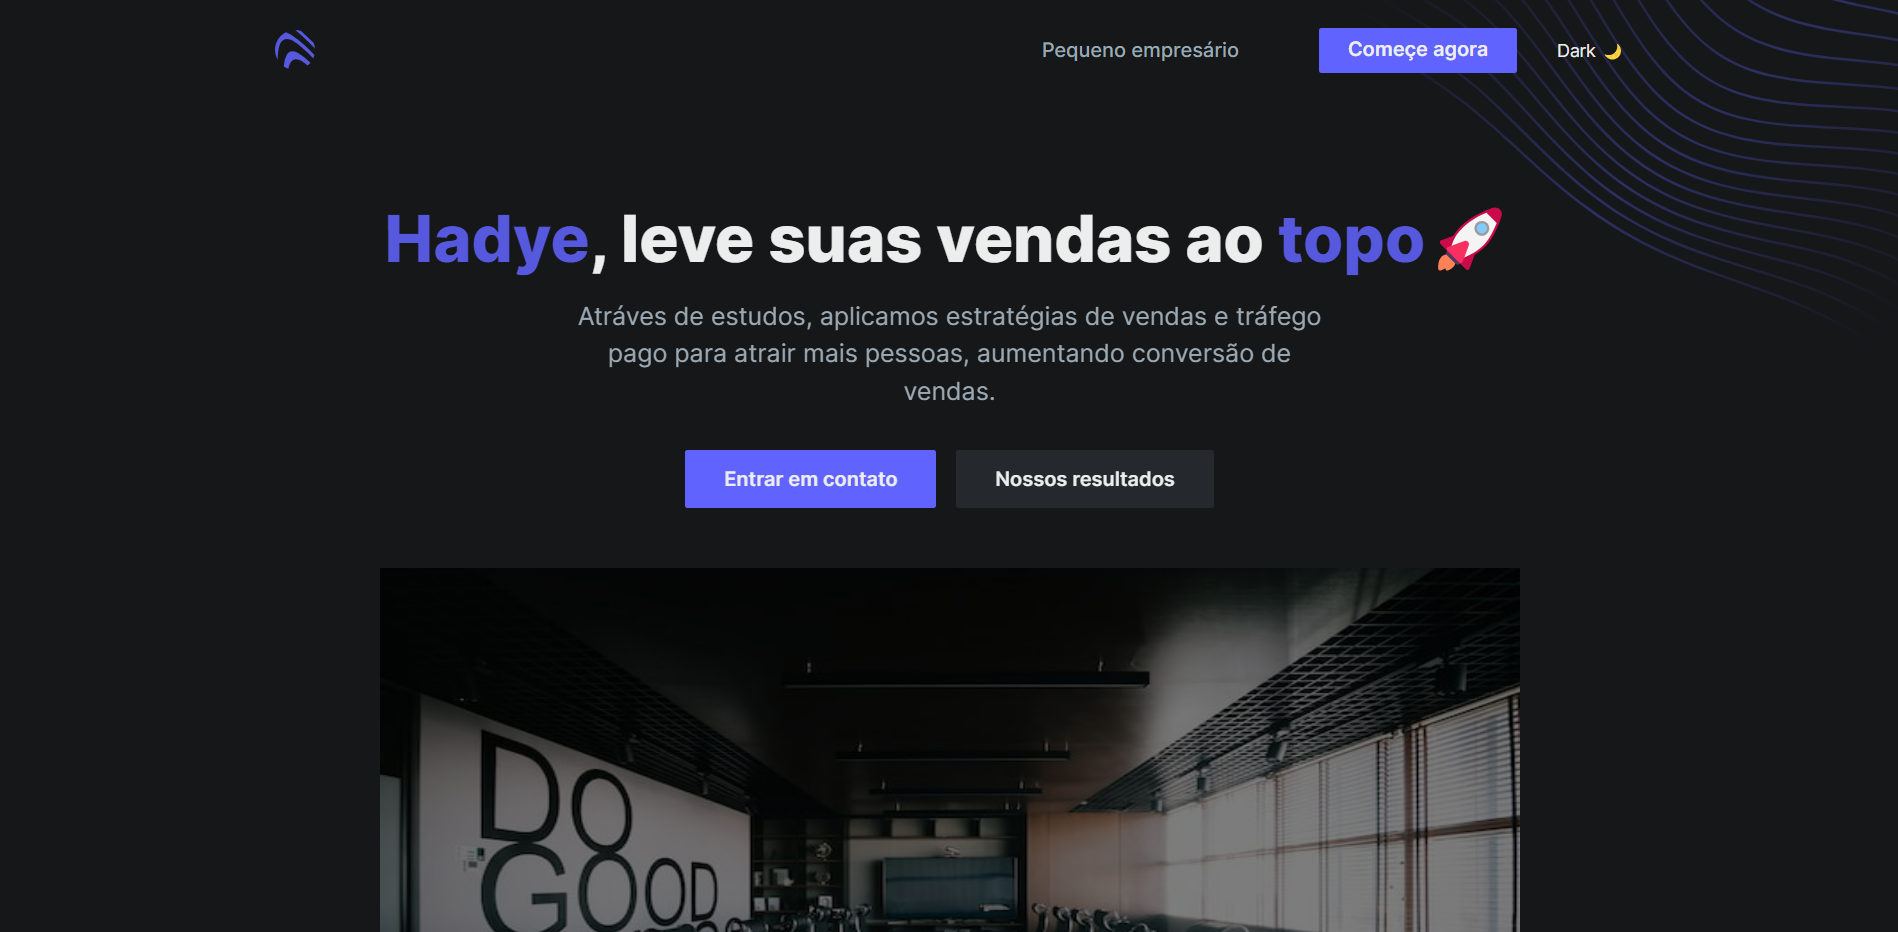 Pequeno empresário
Começe agora
Dark 🌙
Hadye, leve suas vendas ao topo 🚀
Atráves de estudos, aplicamos estratégias de vendas e tráfego
pago para atrair mais pessoas, aumentando conversão de
vendas.
Entrar em contato
Nossos resultados
DO
GOOD